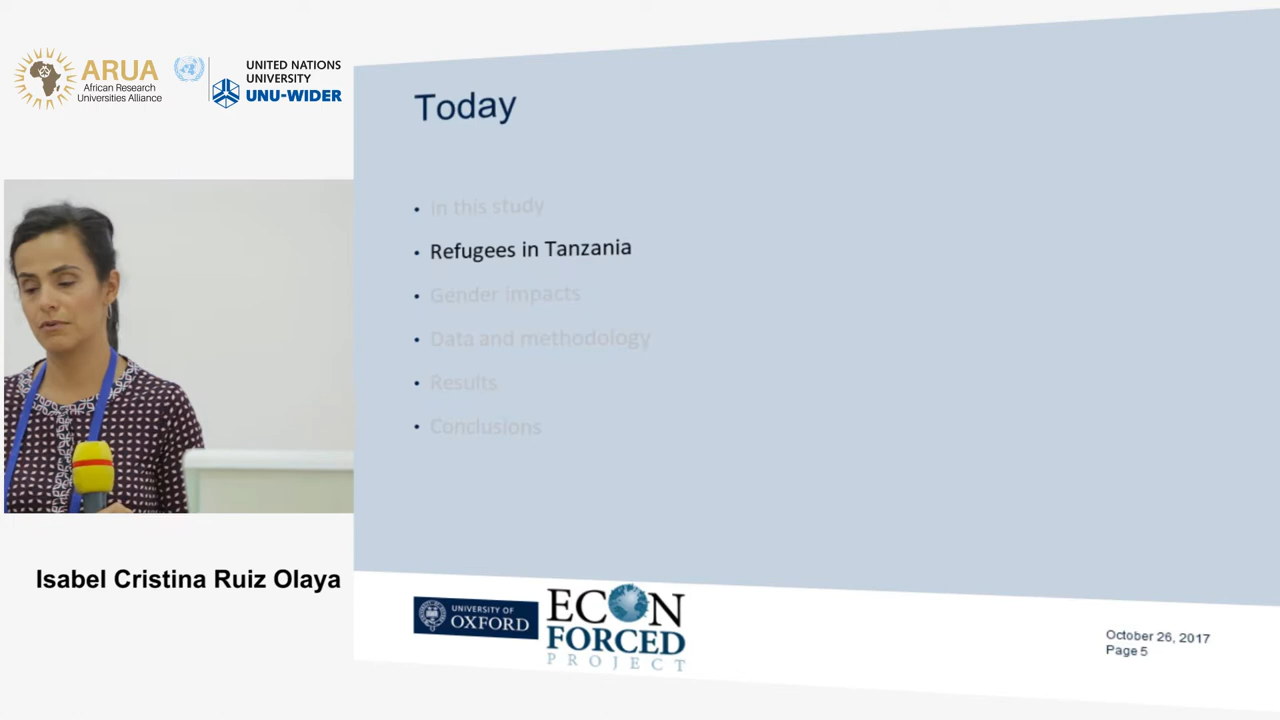 ARUA
African Research
Universities Alliance
UNITED NATIONS
UNIVERSITY
UNU-WIDER
Today
• In this study
• Refugees in Tanzania
• Gender impacts
• Data and methodology
• Results
• Conclusions
Isabel Cristina Ruiz Olaya
UNIVERSITY OF
OXFORD
ECON
FORCED
PROJECT
October 26, 2017
Page 5